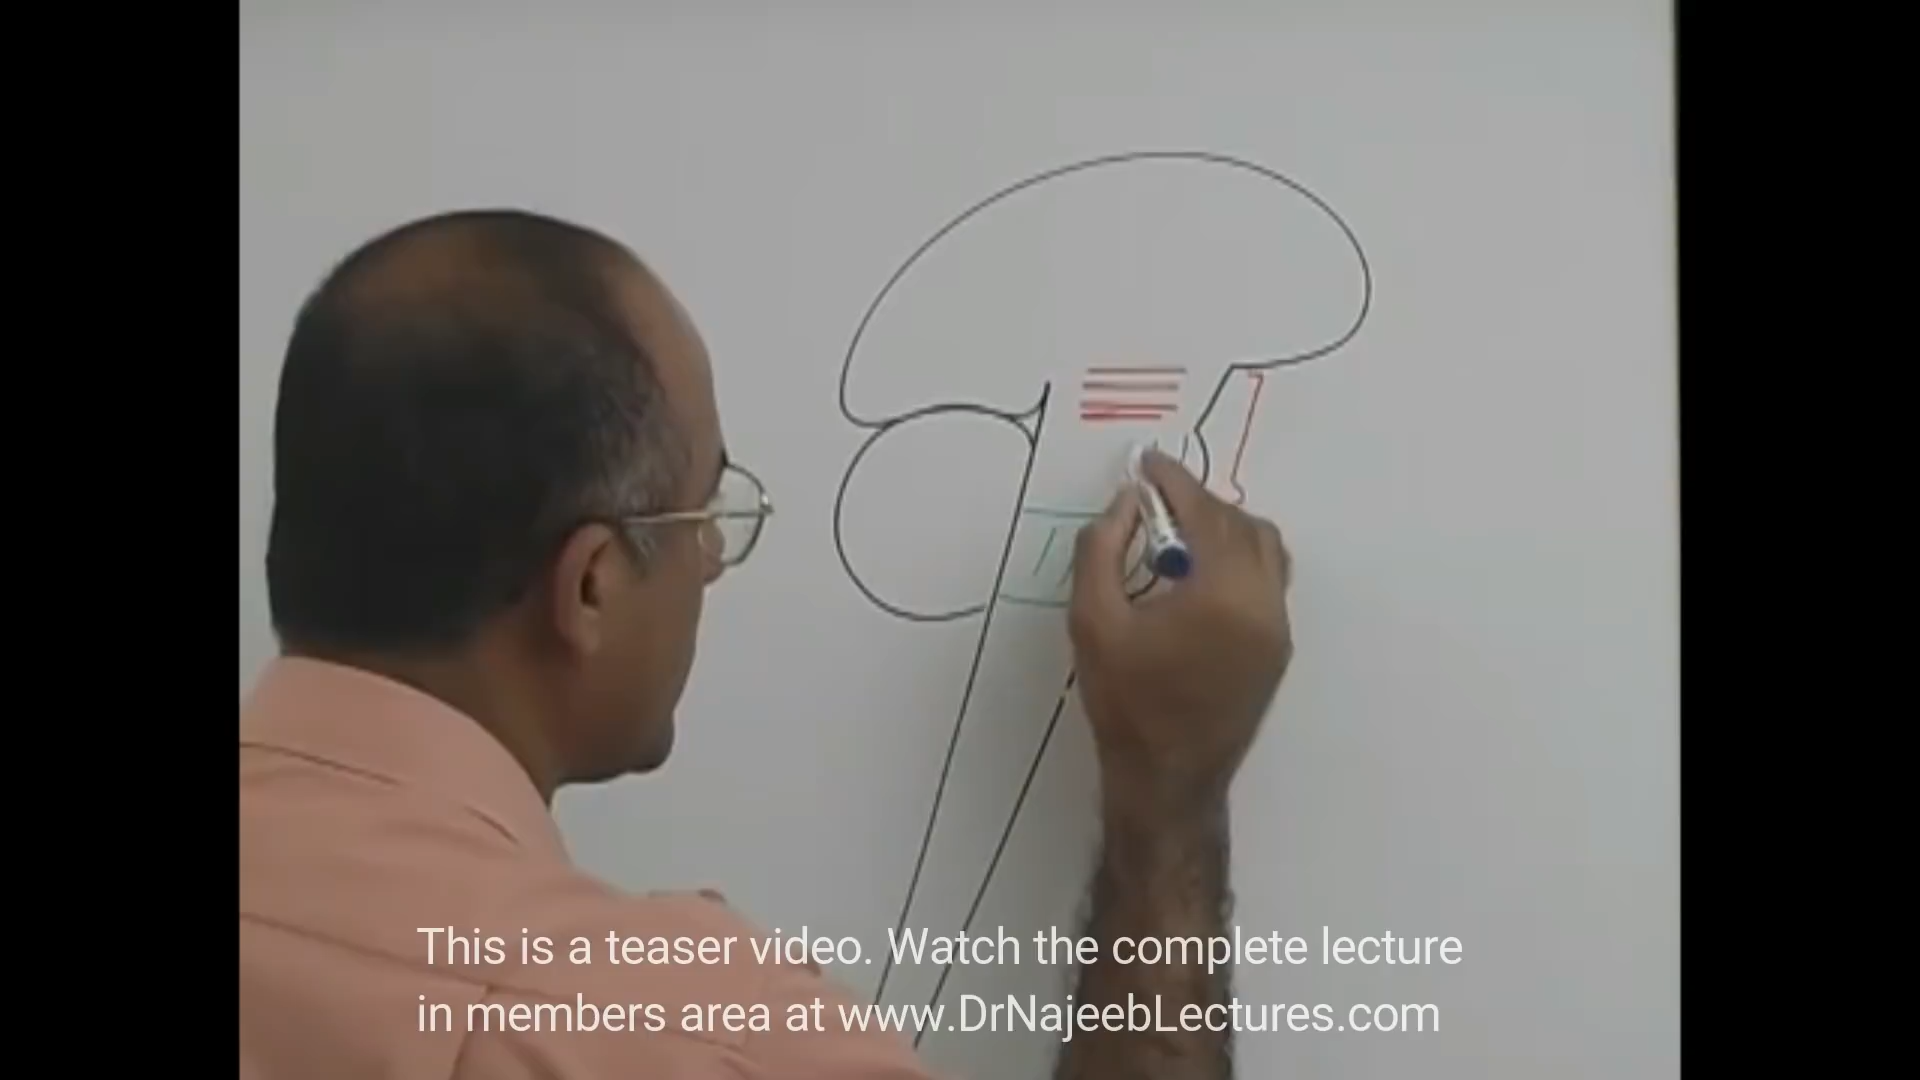 This is a teaser video. Watch the complete lecture
in members area at www.DrNajeebLectures.com